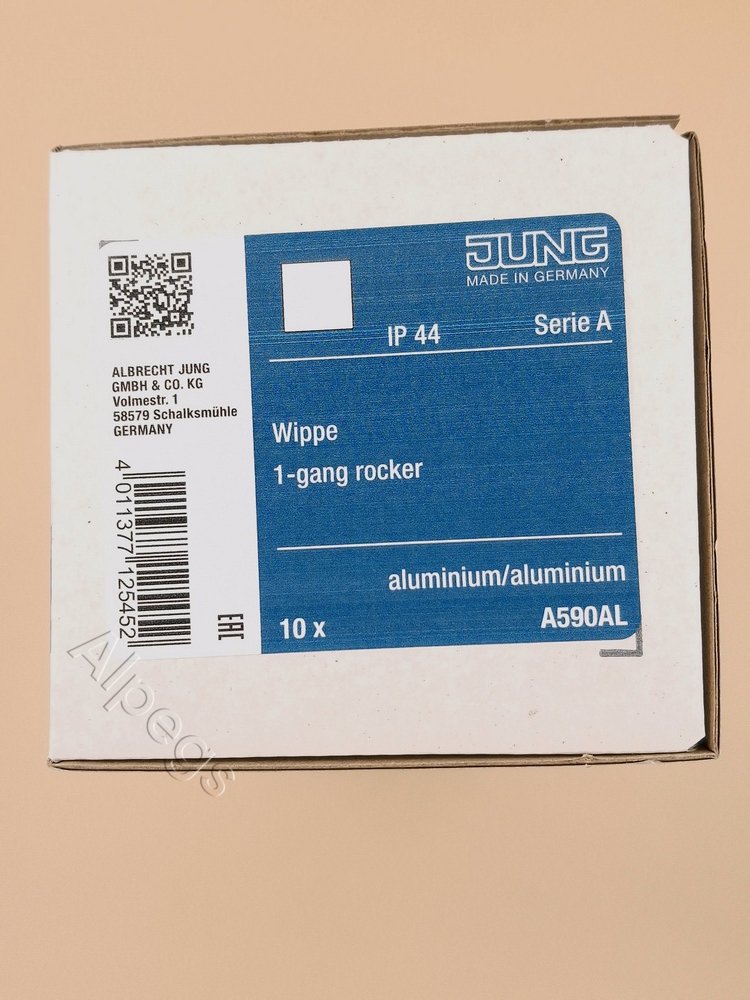 JUNG
MADE IN GERMANY
IP 44
Serie A
ALBRECHT JUNG
GMBH & CO. KG
Volmestr. 1
58579 Schalksmühle
GERMANY
Wippe
1-gang rocker
4 011377 125452
EAC
aluminium/aluminium
10 x
A590AL
Alpegs